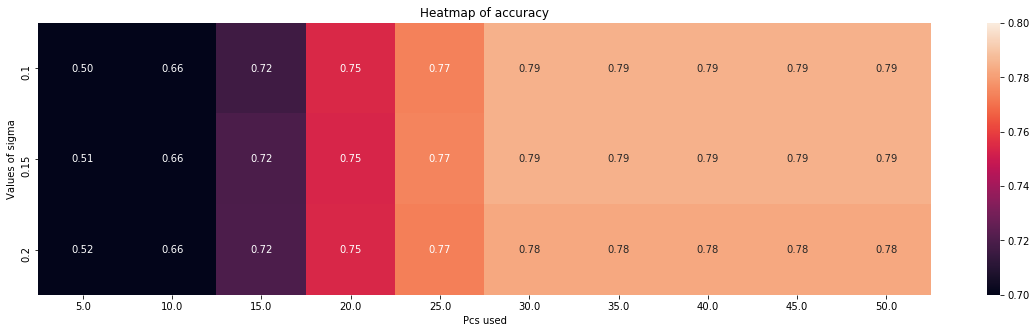 Heatmap of accuracy
Values of sigma
0.1
0.50 0.66 0.72 0.75 0.77 0.79 0.79 0.79 0.79 0.79
0.15
0.51 0.66 0.72 0.75 0.77 0.79 0.79 0.79 0.79 0.79
0.2
0.52 0.66 0.72 0.75 0.77 0.78 0.78 0.78 0.78 0.78
5.0 10.0 15.0 20.0 25.0 30.0 35.0 40.0 45.0 50.0
Pcs used
0.80
0.78
0.76
0.74
0.72
0.70